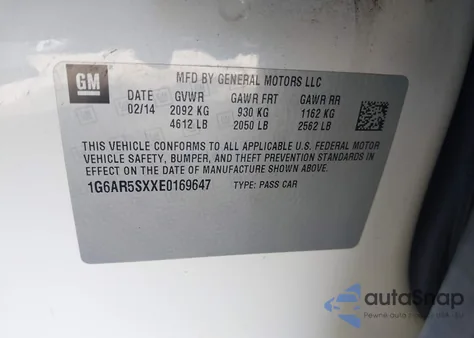 GM
MFD BY GENERAL MOTORS LLC
DATE GVWR GAWR FRT GAWR RR
02/14 2092 KG 930 KG 1162 KG
4612 LB 2050 LB 2562 LB
THIS VEHICLE CONFORMS TO ALL APPLICABLE U.S. FEDERAL MOTOR
VEHICLE SAFETY, BUMPER, AND THEFT PREVENTION STANDARDS IN
EFFECT ON THE DATE OF MANUFACTURE SHOWN ABOVE.
1G6AR5SXXE0169647 TYPE: PASS CAR
autoSnap